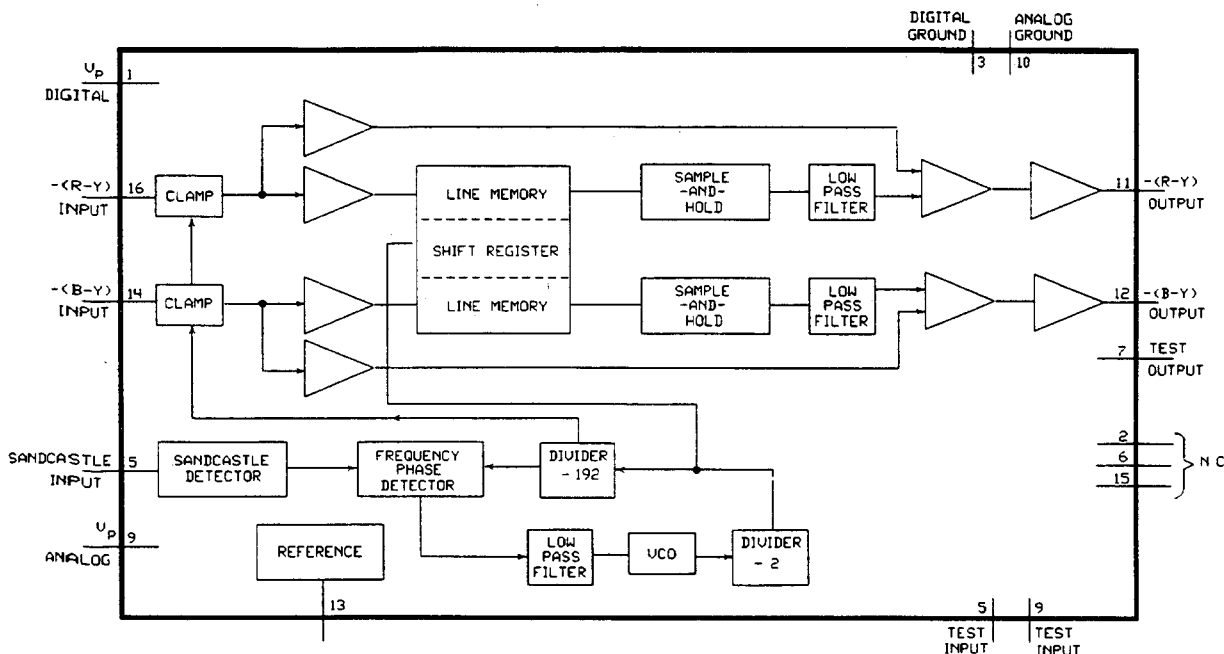 DIGITAL
GROUND
ANALOG
GROUND
3
10
U_P
1
DIGITAL
-(R-Y)
INPUT
16
CLAMP
LINE MEMORY
SAMPLE
-AND-
HOLD
LOW
PASS
FILTER
11
-(R-Y)
OUTPUT
SHIFT REGISTER
-(B-Y)
INPUT
14
CLAMP
LINE MEMORY
SAMPLE
-AND-
HOLD
LOW
PASS
FILTER
12
-(B-Y)
OUTPUT
7
TEST
OUTPUT
SANDCASTLE
INPUT
5
SANDCASTLE
DETECTOR
FREQUENCY
PHASE
DETECTOR
DIVIDER
-192
2
6
15
NC
U_P
9
ANALOG
REFERENCE
LOW
PASS
FILTER
VCO
DIVIDER
-2
13
5
9
TEST
INPUT
TEST
INPUT